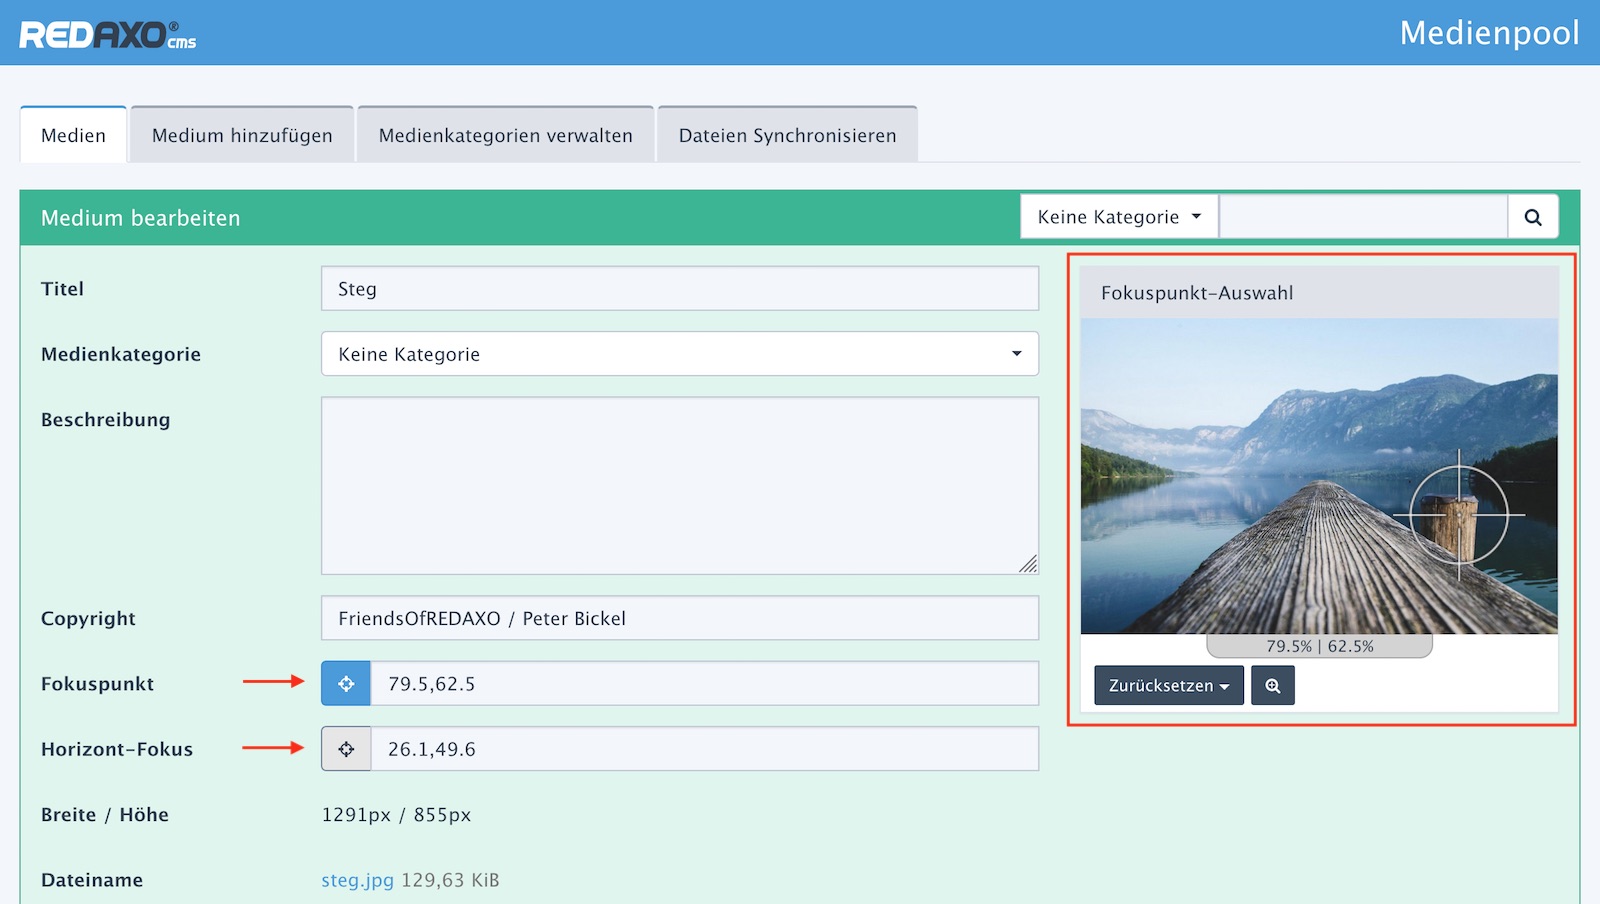 REDAXO® cms
Medienpool
Medien
Medium hinzufügen
Medienkategorien verwalten
Dateien Synchronisieren
Medium bearbeiten
Keine Kategorie
Titel
Steg
Medienkategorie
Keine Kategorie
Beschreibung
Copyright
FriendsOfREDAXO / Peter Bickel
Fokuspunkt
79.5,62.5
Horizont-Fokus
26.1,49.6
Breite / Höhe
1291px / 855px
Dateiname
steg.jpg 129,63 KiB
Fokuspunkt-Auswahl
79.5% | 62.5%
Zurücksetzen